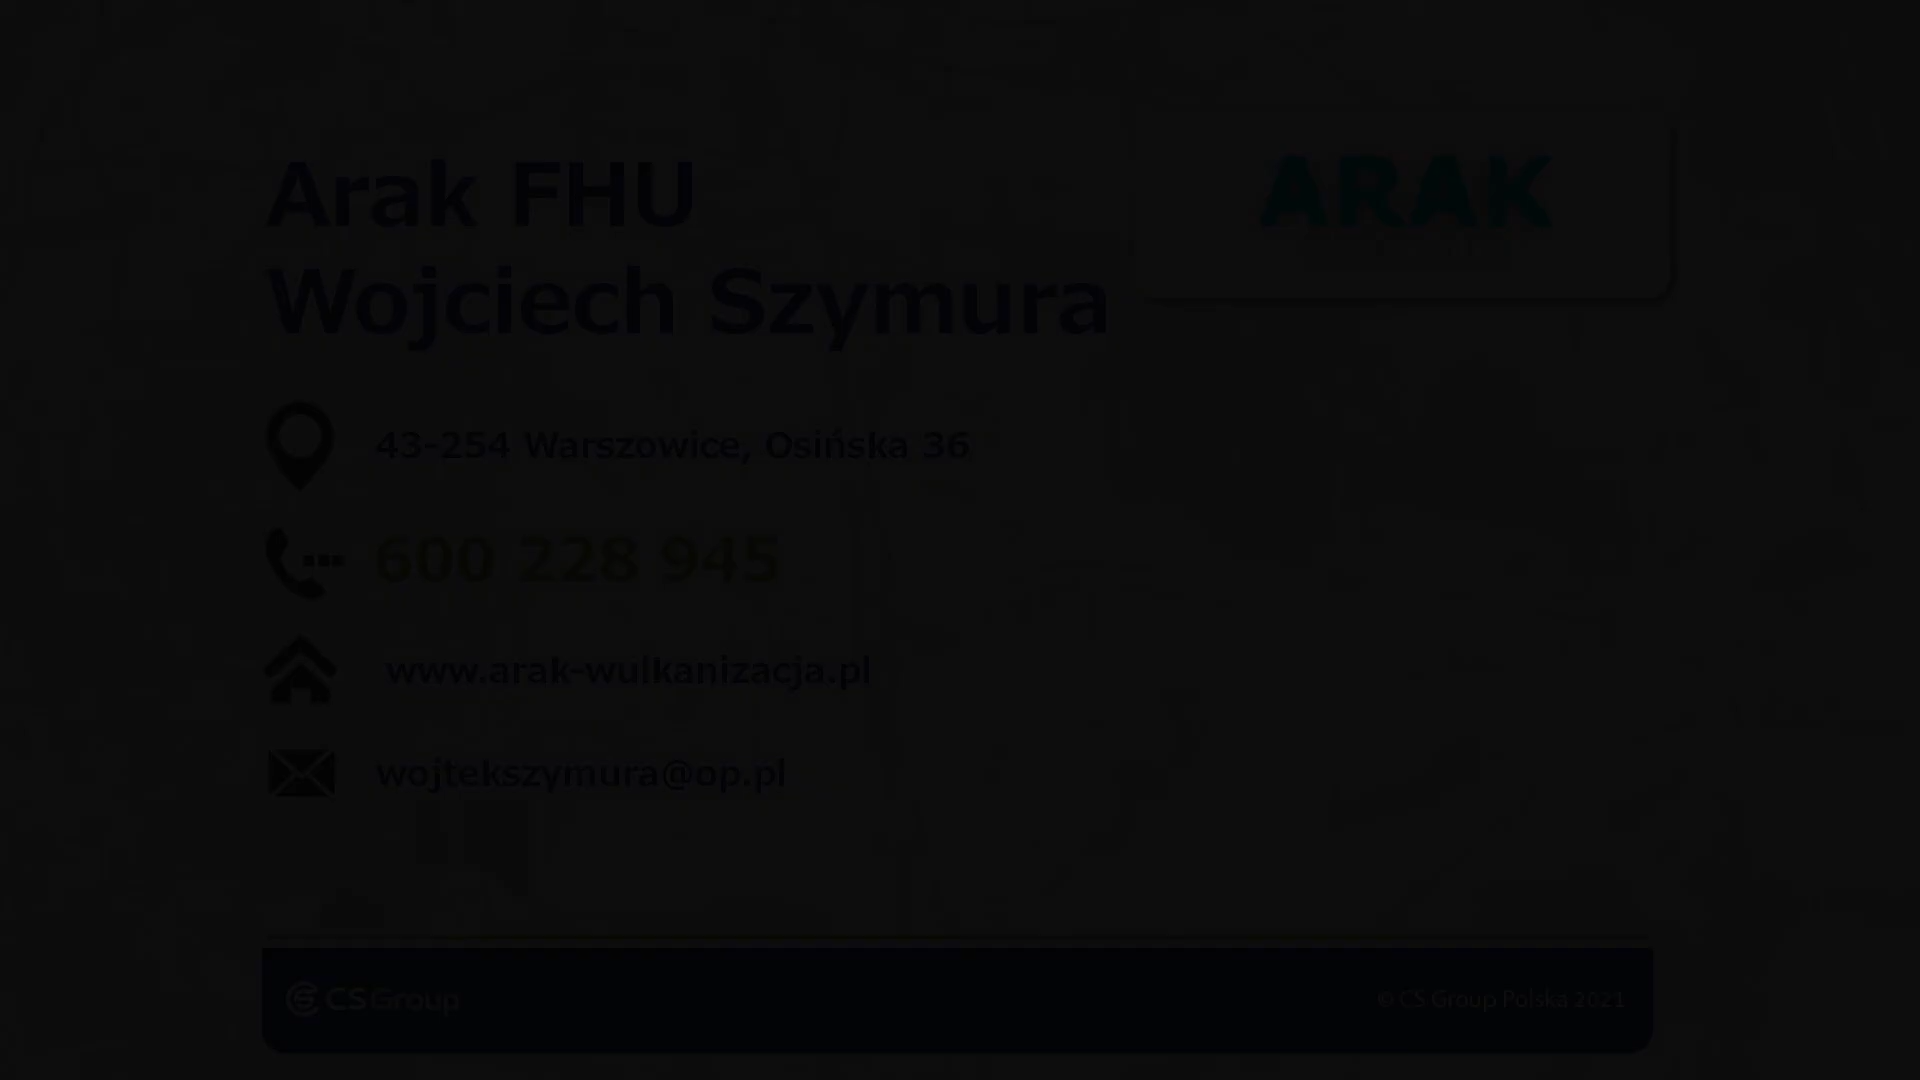 Arak FHU
Wojciech Szymura
ARAK
43-254 Warszowice, Osińska 36
600 228 945
www.arak-wulkanizacja.pl
wojtekszymura@op.pl
CS Group
© CS Group Polska 2021